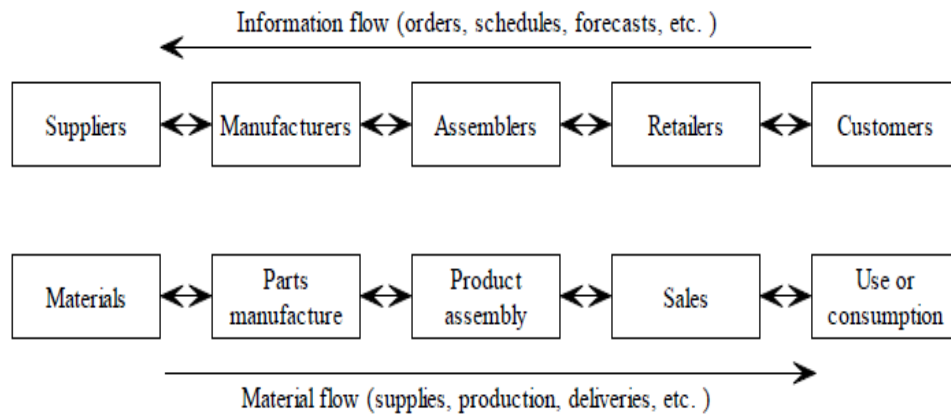 Information flow (orders, schedules, forecasts, etc. )
Suppliers
Manufacturers
Assemblers
Retailers
Customers
Materials
Parts
manufacture
Product
assembly
Sales
Use or
consumption
Material flow (supplies, production, deliveries, etc. )